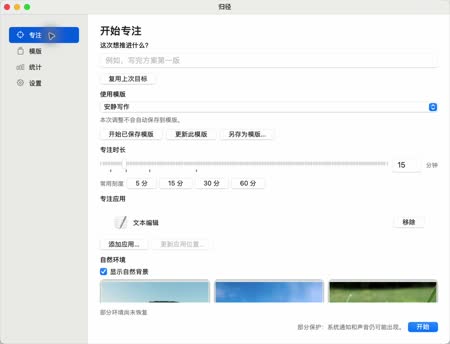 归径
专注
模版
统计
设置
开始专注
这次想推进什么?
例如，写完方案第一版
复用上次目标
使用模版
安静写作
本次调整不会自动保存到模版。
开始已保存模版
更新此模版
另存为模版...
专注时长
15 分钟
常用刻度
5 分
15 分
30 分
60 分
专注应用
文本编辑
移除
添加应用...
更新应用位置...
自然环境
显示自然背景
部分环境尚未恢复
部分保护：系统通知和声音仍可能出现。
开始